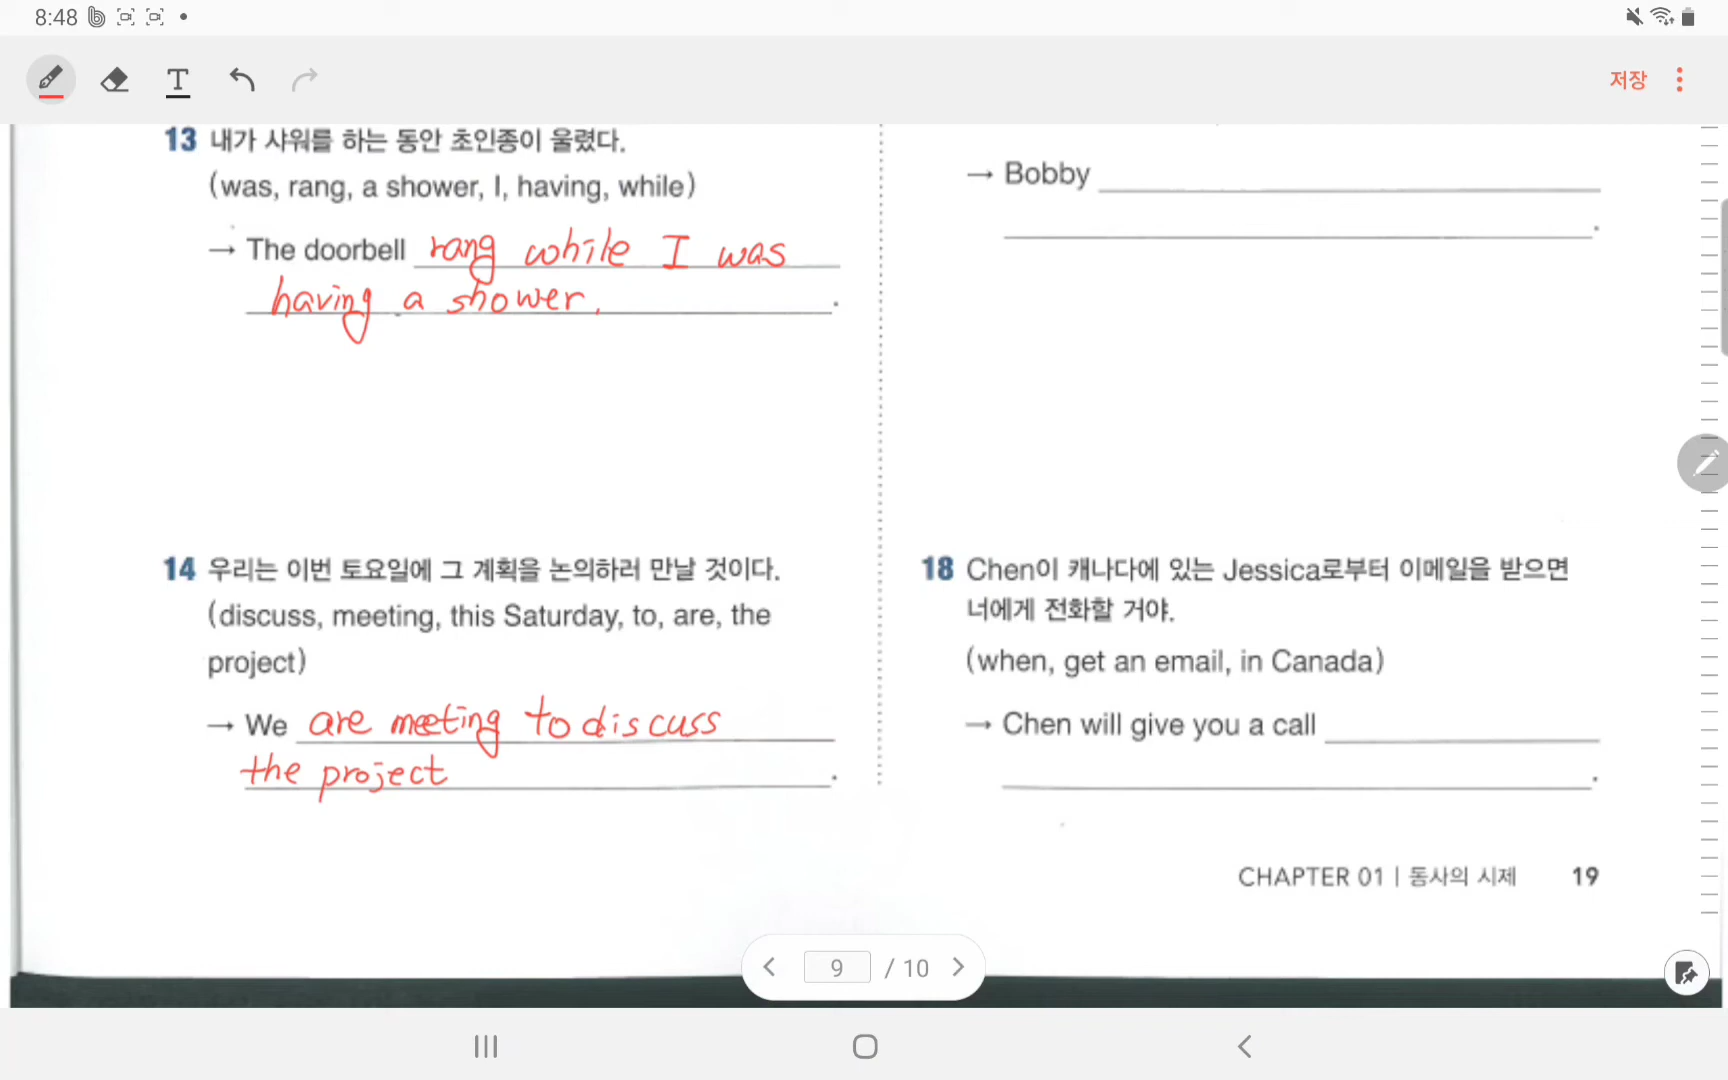 8:48
저장
13 내가 샤워를 하는 동안 초인종이 울렸다.
(was, rang, a shower, I, having, while)
→ The doorbell rang while I was
having a shower.
.
14 우리는 이번 토요일에 그 계획을 논의하러 만날 것이다.
(discuss, meeting, this Saturday, to, are, the
project)
→ We are meeting to discuss
the project .
→ Bobby
.
18 Chen이 캐나다에 있는 Jessica로부터 이메일을 받으면
너에게 전화할 거야.
(when, get an email, in Canada)
→ Chen will give you a call
.
CHAPTER 01 | 동사의 시제 19
9 / 10